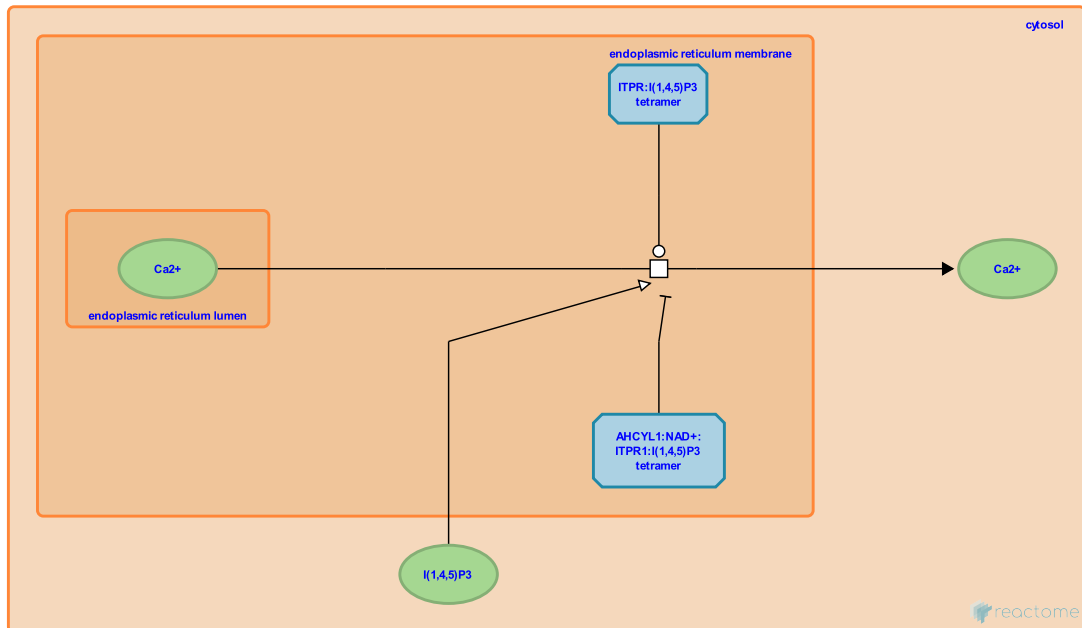 cytosol
endoplasmic reticulum membrane
ITPR:I(1,4,5)P3
tetramer
Ca2+
Ca2+
endoplasmic reticulum lumen
AHCYL1:NAD+:
ITPR1:I(1,4,5)P3
tetramer
I(1,4,5)P3
reactome